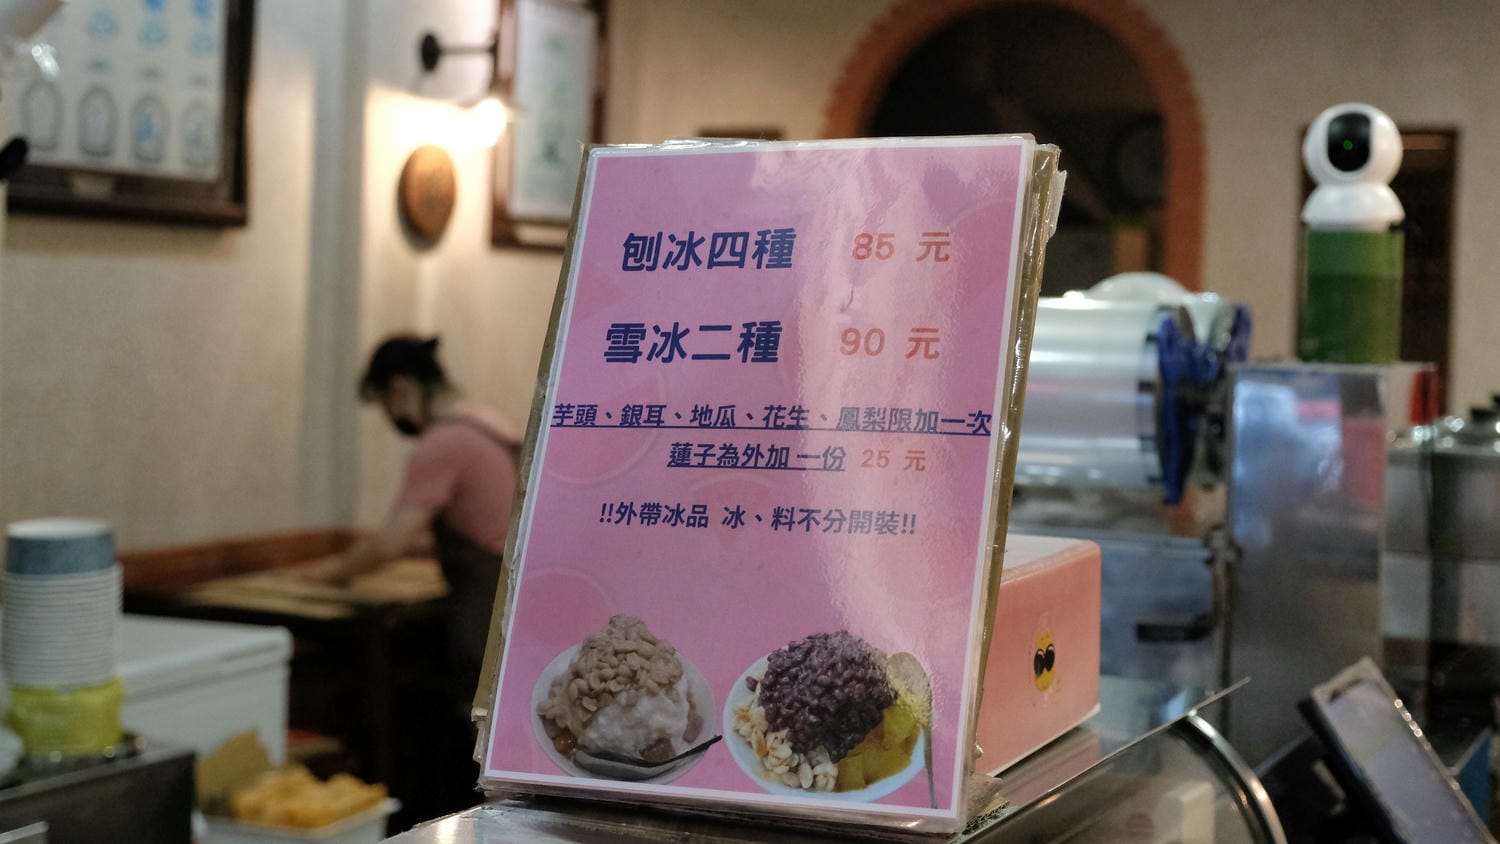 刨冰四種 85 元
雪冰二種 90 元
芋頭、銀耳、地瓜、花生、鳳梨限加一次
蓮子為外加 一份 25 元
!!外帶冰品 冰、料不分開裝!!